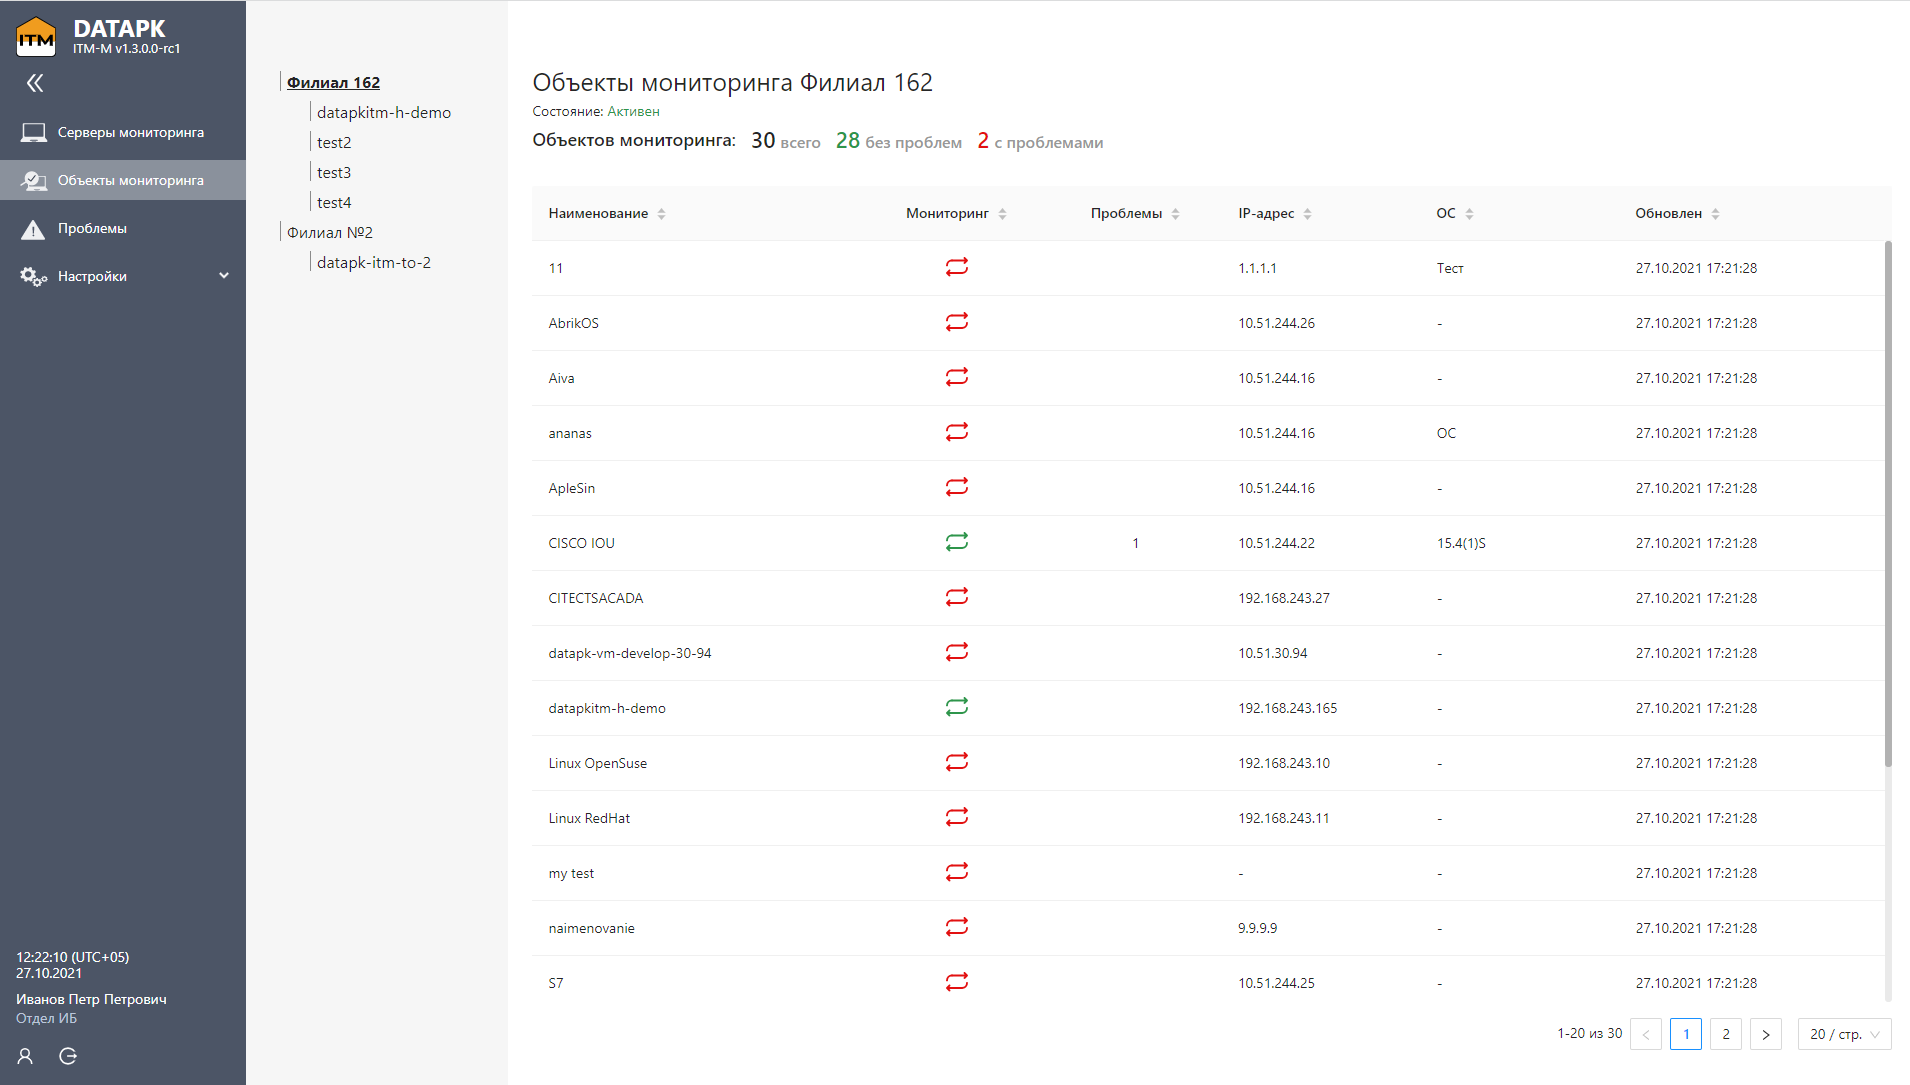 ITM
DATAPK
ITM-M v1.3.0.0-rc1
Серверы мониторинга
Объекты мониторинга
Проблемы
Настройки
12:22:10 (UTC+05)
27.10.2021
Иванов Петр Петрович
Отдел ИБ
Филиал 162
datapkitm-h-demo
test2
test3
test4
Филиал №2
datapk-itm-to-2
Объекты мониторинга Филиал 162
Состояние: Активен
Объектов мониторинга: 30 всего 28 без проблем 2 с проблемами
Наименование Мониторинг Проблемы IP-адрес ОС Обновлен
11 1.1.1.1 Тест 27.10.2021 17:21:28
AbrikOS 10.51.244.26 - 27.10.2021 17:21:28
Aiva 10.51.244.16 - 27.10.2021 17:21:28
ananas 10.51.244.16 ОС 27.10.2021 17:21:28
ApleSin 10.51.244.16 - 27.10.2021 17:21:28
CISCO IOU 1 10.51.244.22 15.4(1)S 27.10.2021 17:21:28
CITECTSACADA 192.168.243.27 - 27.10.2021 17:21:28
datapk-vm-develop-30-94 10.51.30.94 - 27.10.2021 17:21:28
datapkitm-h-demo 192.168.243.165 - 27.10.2021 17:21:28
Linux OpenSuse 192.168.243.10 - 27.10.2021 17:21:28
Linux RedHat 192.168.243.11 - 27.10.2021 17:21:28
my test - - 27.10.2021 17:21:28
naimenovanie 9.9.9.9 - 27.10.2021 17:21:28
S7 10.51.244.25 - 27.10.2021 17:21:28
1-20 из 30 < 1 2 > 20 / стр.